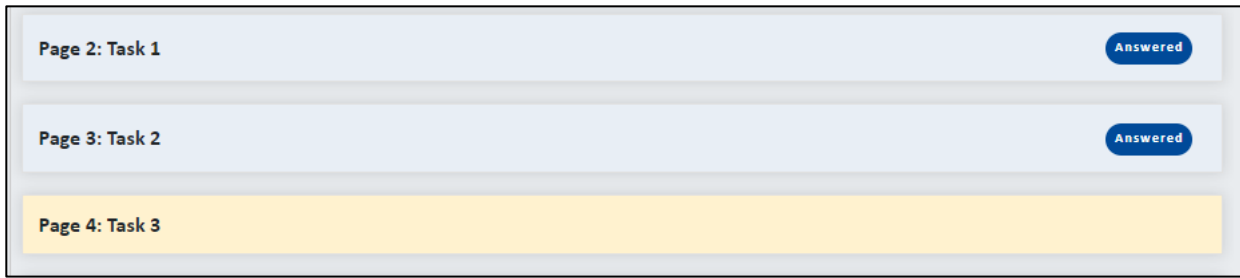 Page 2: Task 1 Answered
Page 3: Task 2 Answered
Page 4: Task 3